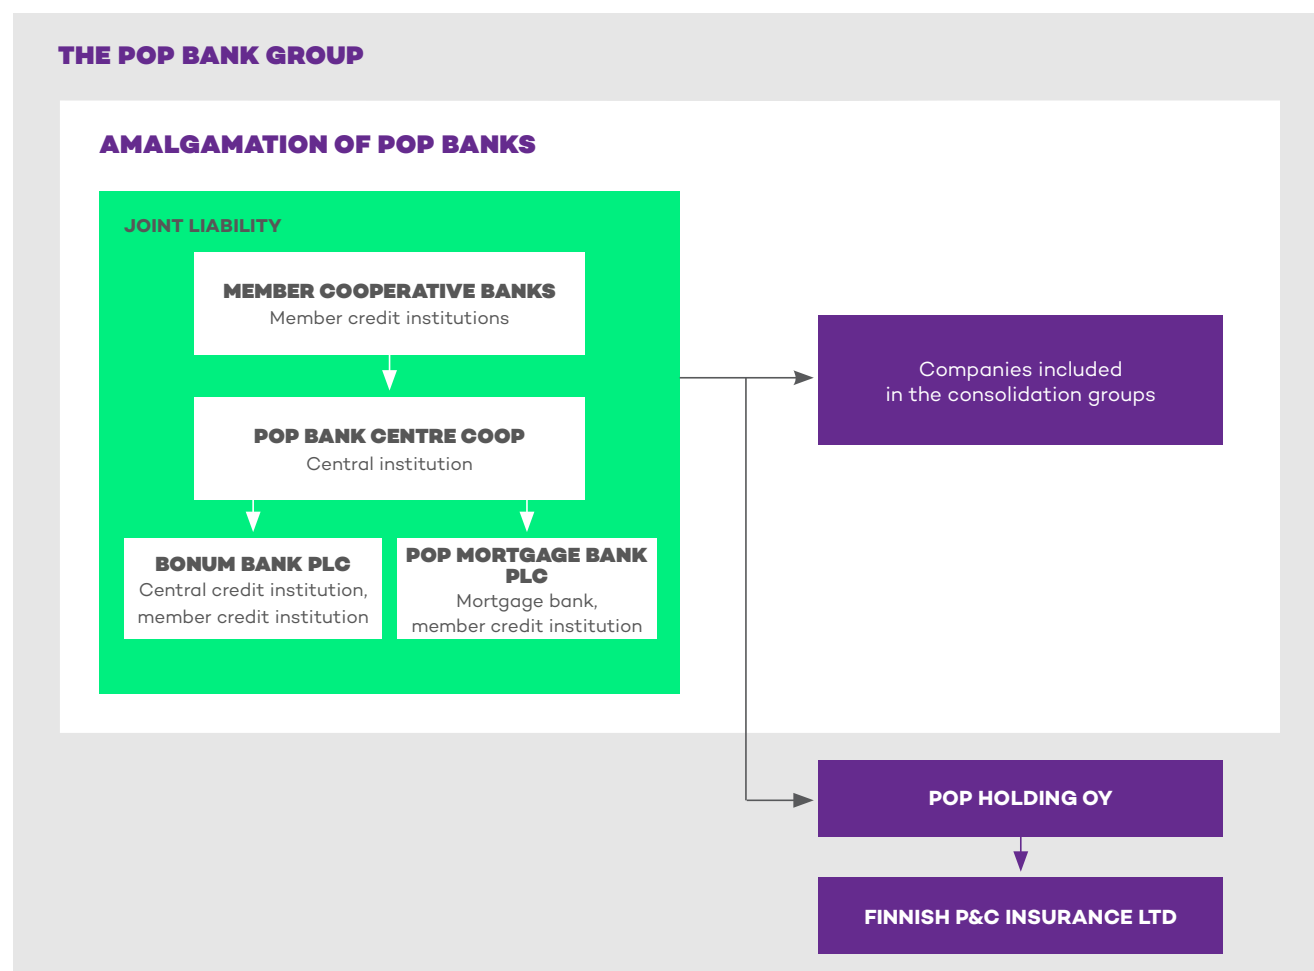 THE POP BANK GROUP
AMALGAMATION OF POP BANKS
JOINT LIABILITY
MEMBER COOPERATIVE BANKS
Member credit institutions
POP BANK CENTRE COOP
Central institution
BONUM BANK PLC
Central credit institution,
member credit institution
POP MORTGAGE BANK
PLC
Mortgage bank,
member credit institution
Companies included
in the consolidation groups
POP HOLDING OY
FINNISH P&C INSURANCE LTD